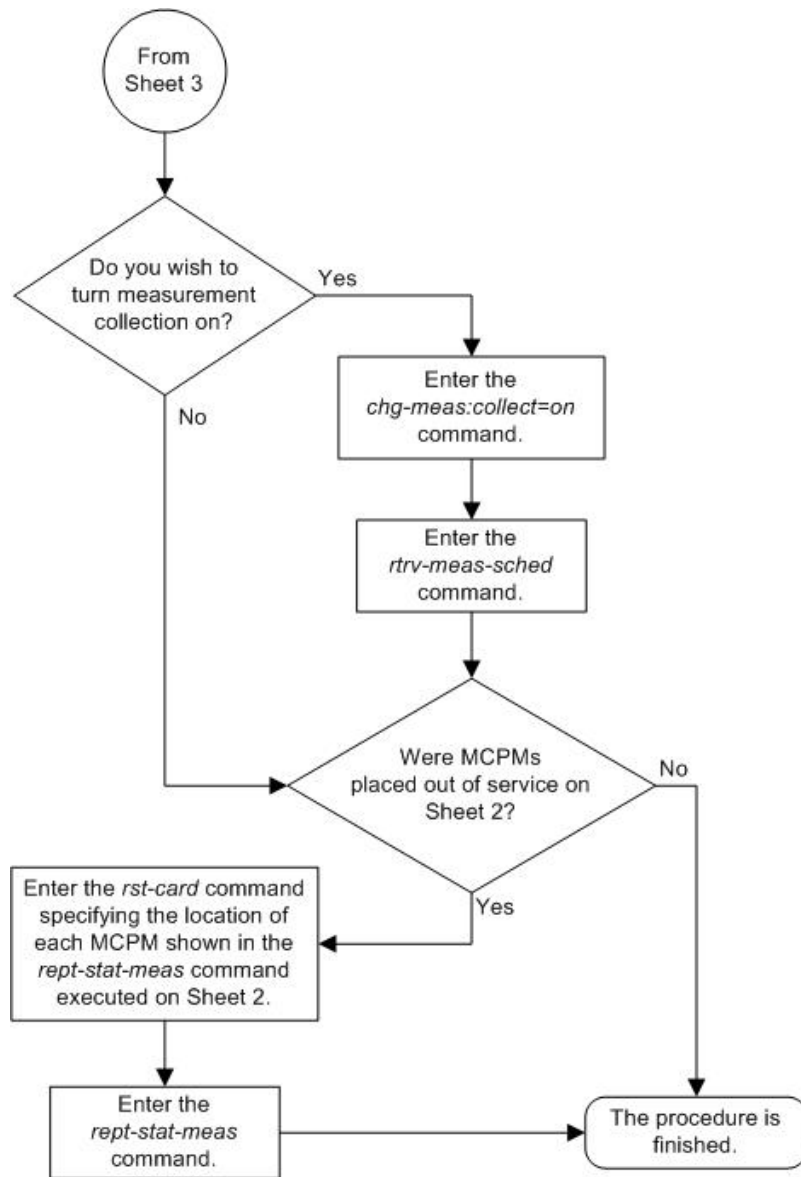 From
Sheet 3
Do you wish to
turn measurement
collection on?
Yes
No
Enter the
chg-meas:collect=on
command.
Enter the
rtrv-meas-sched
command.
Were MCPMs
placed out of service on
Sheet 2?
No
Yes
Enter the rst-card command
specifying the location of
each MCPM shown in the
rept-stat-meas command
executed on Sheet 2.
Enter the
rept-stat-meas
command.
The procedure is
finished.